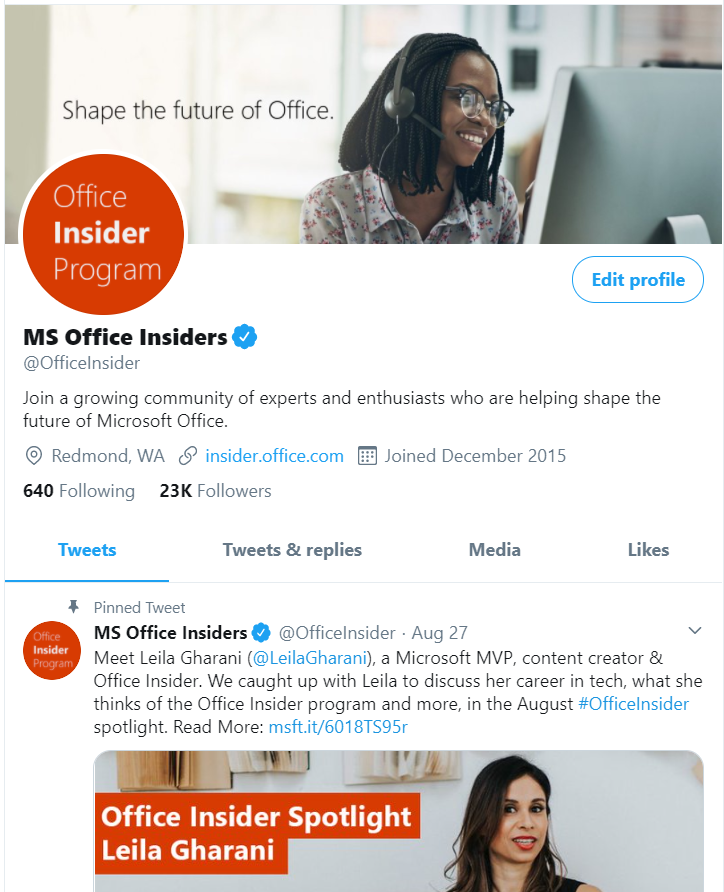 Shape the future of Office.
Office
Insider
Program
Edit profile
MS Office Insiders
@OfficeInsider
Join a growing community of experts and enthusiasts who are helping shape the
future of Microsoft Office.
Redmond, WA insider.office.com Joined December 2015
640 Following 23K Followers
Tweets Tweets & replies Media Likes
Pinned Tweet
Office
Insider
Program
MS Office Insiders @OfficeInsider · Aug 27
Meet Leila Gharani (@LeilaGharani), a Microsoft MVP, content creator &
Office Insider. We caught up with Leila to discuss her career in tech, what she
thinks of the Office Insider program and more, in the August #OfficeInsider
spotlight. Read More: msft.it/6018TS95r
Office Insider Spotlight
Leila Gharani